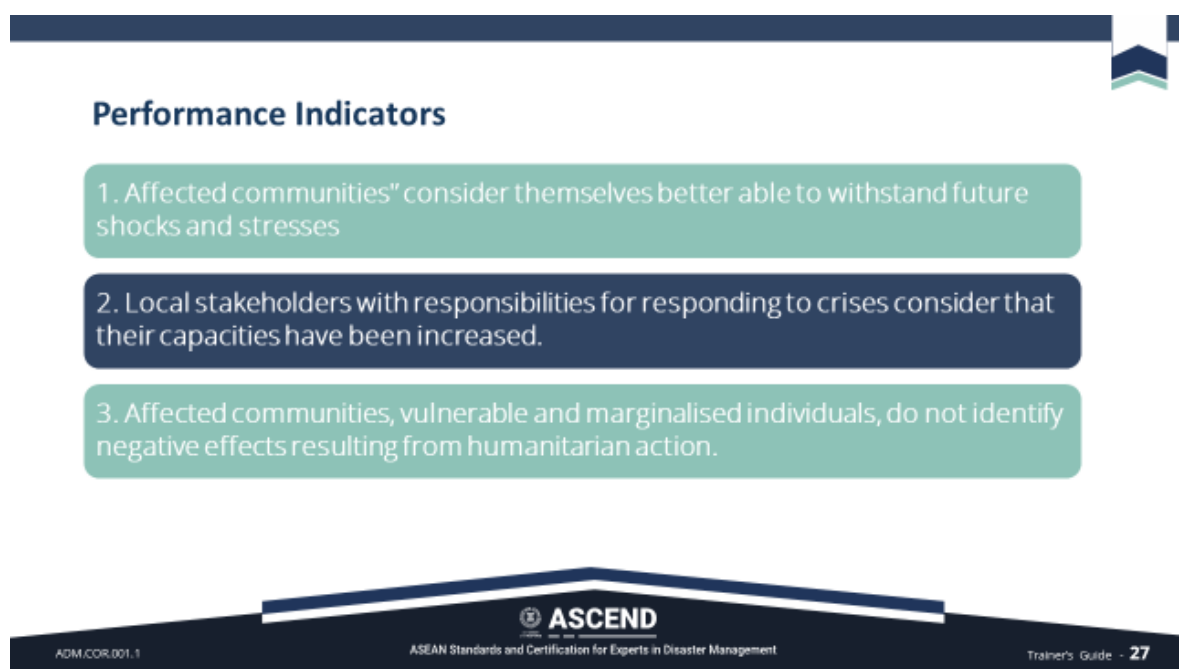 Performance Indicators
1. Affected communities” consider themselves better able to withstand future
shocks and stresses
2. Local stakeholders with responsibilities for responding to crises consider that
their capacities have been increased.
3. Affected communities, vulnerable and marginalised individuals, do not identify
negative effects resulting from humanitarian action.
ASCEND
ADM.COR.001.1
ASEAN Standards and Certification for Experts in Disaster Management
Trainer's Guide - 27